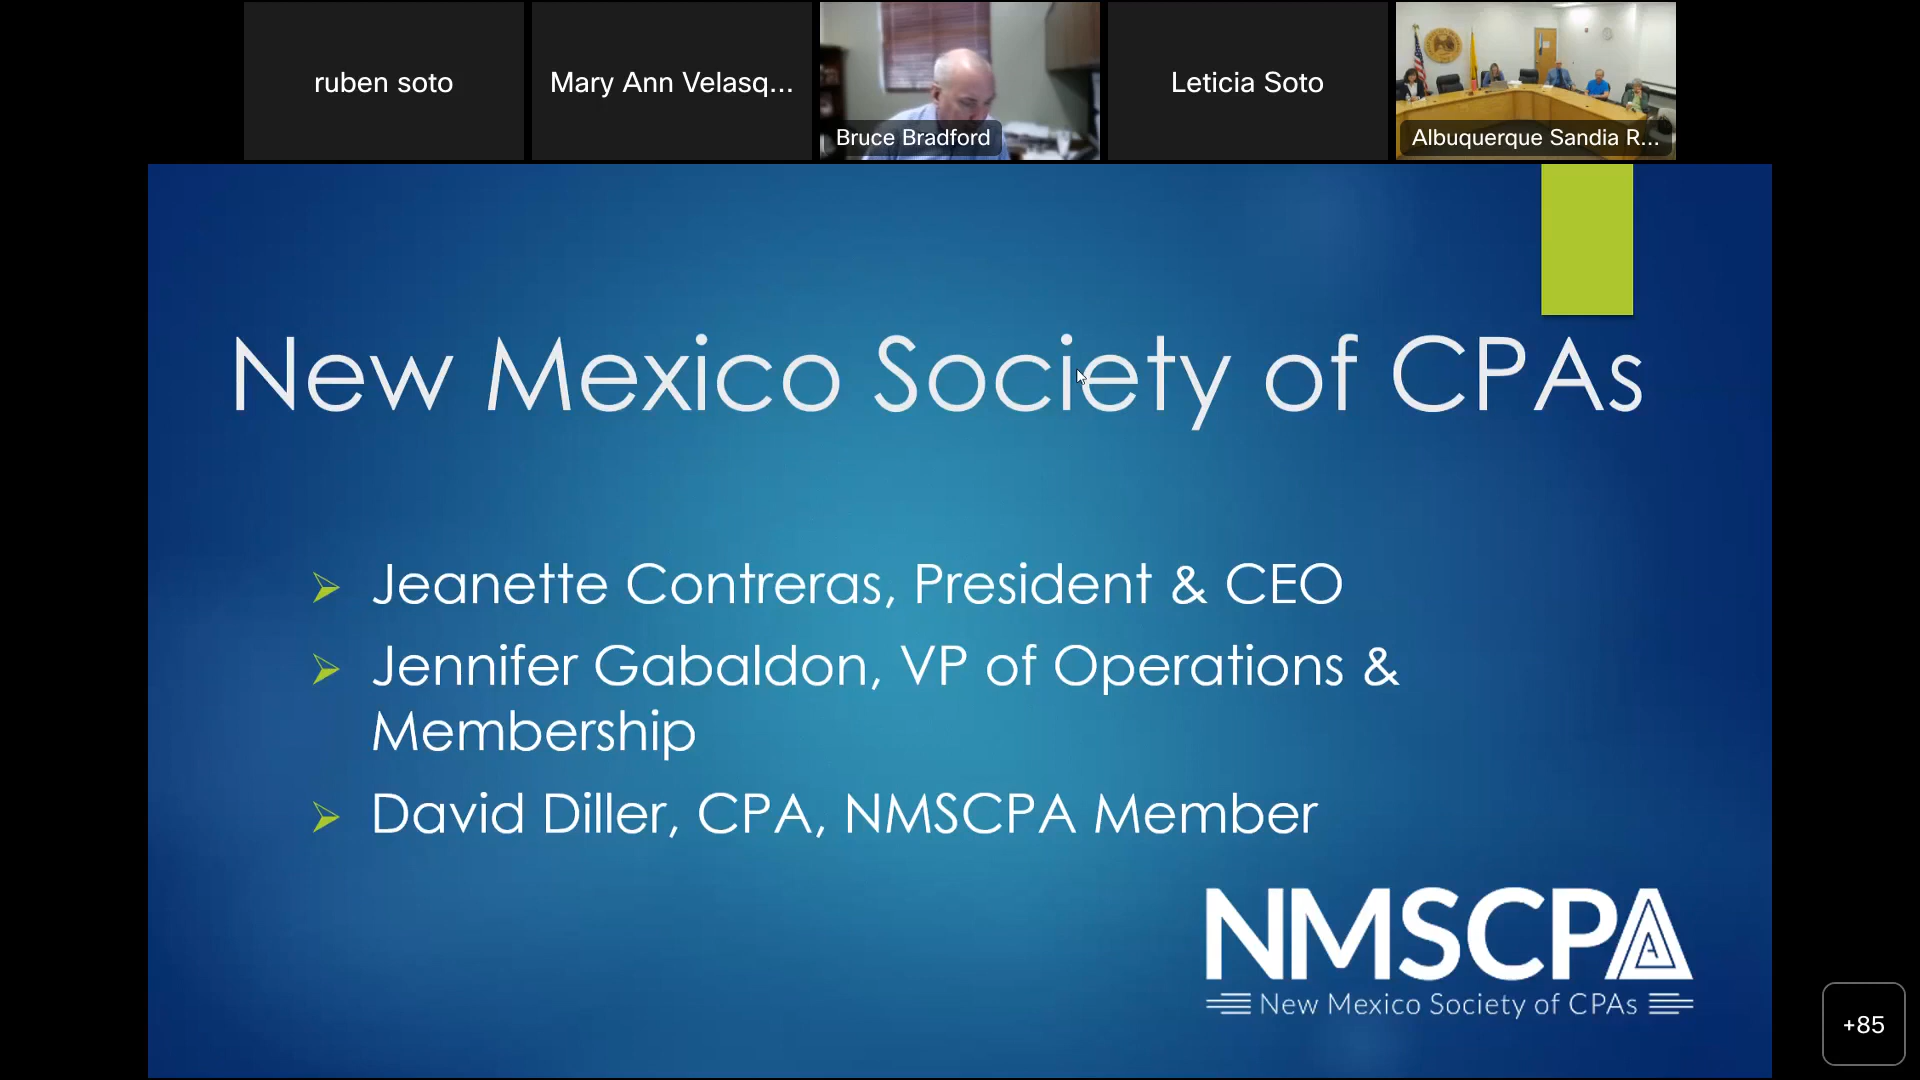 ruben soto
Mary Ann Velasq...
Bruce Bradford
Leticia Soto
Albuquerque Sandia R...
New Mexico Society of CPAs
Jeanette Contreras, President & CEO
Jennifer Gabaldon, VP of Operations &
Membership
David Diller, CPA, NMSCPA Member
NMSCPA
New Mexico Society of CPAs
+85